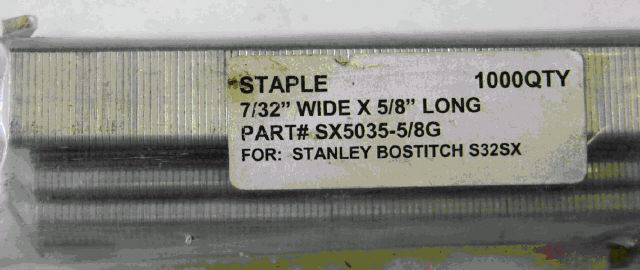 STAPLE 1000QTY
7/32” WIDE X 5/8” LONG
PART# SX5035-5/8G
FOR: STANLEY BOSTITCH S32SX